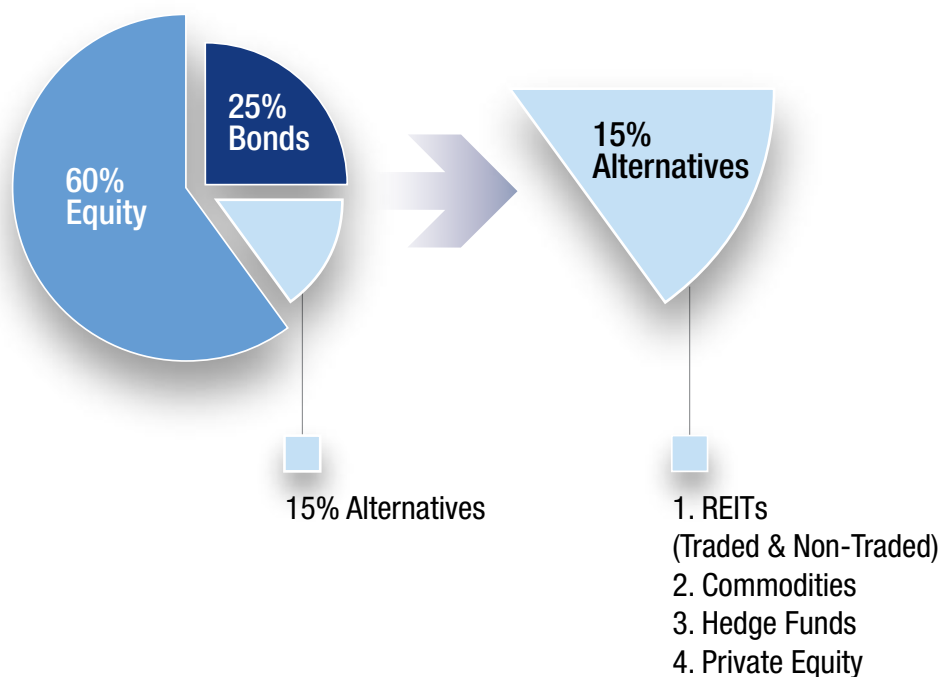 60%
Equity
25%
Bonds
15%
Alternatives
15% Alternatives
1. REITs
(Traded & Non-Traded)
2. Commodities
3. Hedge Funds
4. Private Equity